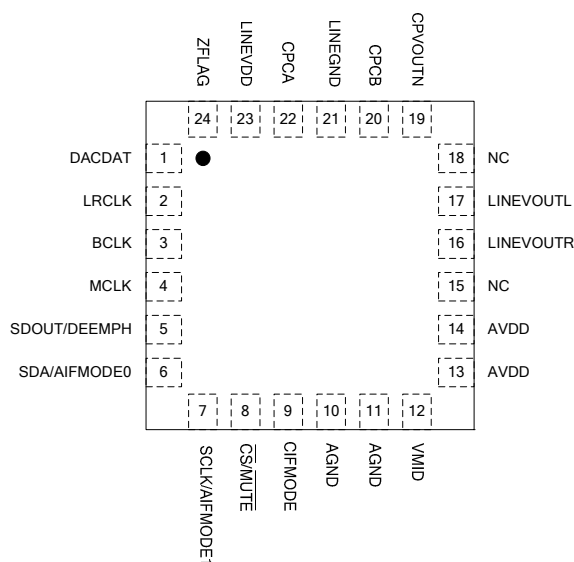 ZFLAG LINEVDD CPCA LINEGND CPCB CPVOUTN
24 23 22 21 20 19
DACDAT 1 18 NC
LRCLK 2 17 LINEVOUTL
BCLK 3 16 LINEVOUTR
MCLK 4 15 NC
SDOUT/DEEMPH 5 14 AVDD
SDA/AIFMODE0 6 13 AVDD
7 8 9 10 11 12
SCLK/AIFMODE1 CS/MUTE CIFMODE AGND AGND VMID